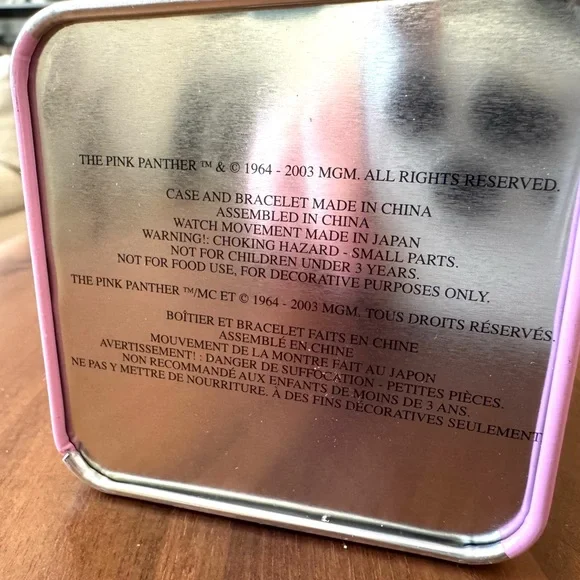 THE PINK PANTHER ™ & © 1964 - 2003 MGM. ALL RIGHTS RESERVED.
CASE AND BRACELET MADE IN CHINA
ASSEMBLED IN CHINA
WATCH MOVEMENT MADE IN JAPAN
WARNING!: CHOKING HAZARD - SMALL PARTS.
NOT FOR CHILDREN UNDER 3 YEARS.
NOT FOR FOOD USE, FOR DECORATIVE PURPOSES ONLY,
THE PINK PANTHER ™/MC ET © 1964 - 2003 MGM. TOUS DROITS RÉSERVÉS.
BOÎTIER ET BRACELET FAITS EN CHINE
ASSEMBLÉ EN CHINE
MOUVEMENT DE LA MONTRE FAIT AU JAPON
AVERTISSEMENT! : DANGER DE SUFFOCATION - PETITES PIÈCES.
NON RECOMMANDÉ AUX ENFANTS DE MOINS DE 3 ANS.
NE PAS Y METTRE DE NOURRITURE. À DES FINS DÉCORATIVES SEULEMENT